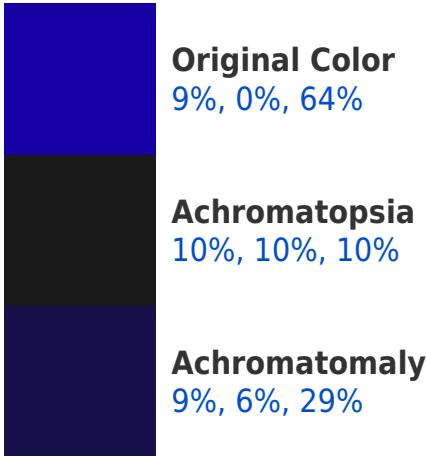 Original Color
9%, 0%, 64%
Achromatopsia
10%, 10%, 10%
Achromatomaly
9%, 6%, 29%